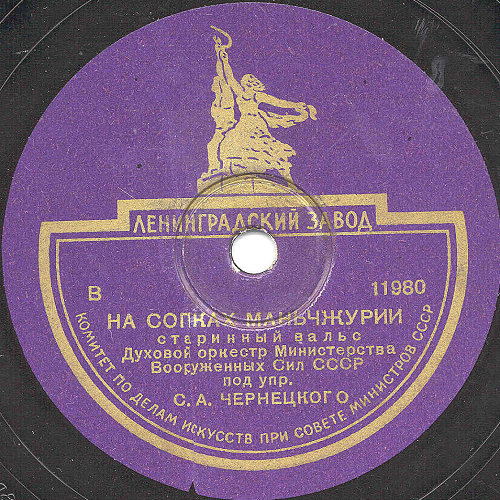 ЛЕНИНГРАДСКИЙ ЗАВОД
В 11980
НА СОПКАХ МАНЬЧЖУРИИ
старинный вальс
Духовой оркестр Министерства
Вооруженных Сил СССР
под упр.
С. А. ЧЕРНЕЦКОГО
КОМИТЕТ ПО ДЕЛАМ ИСКУССТВ ПРИ СОВЕТЕ МИНИСТРОВ СССР